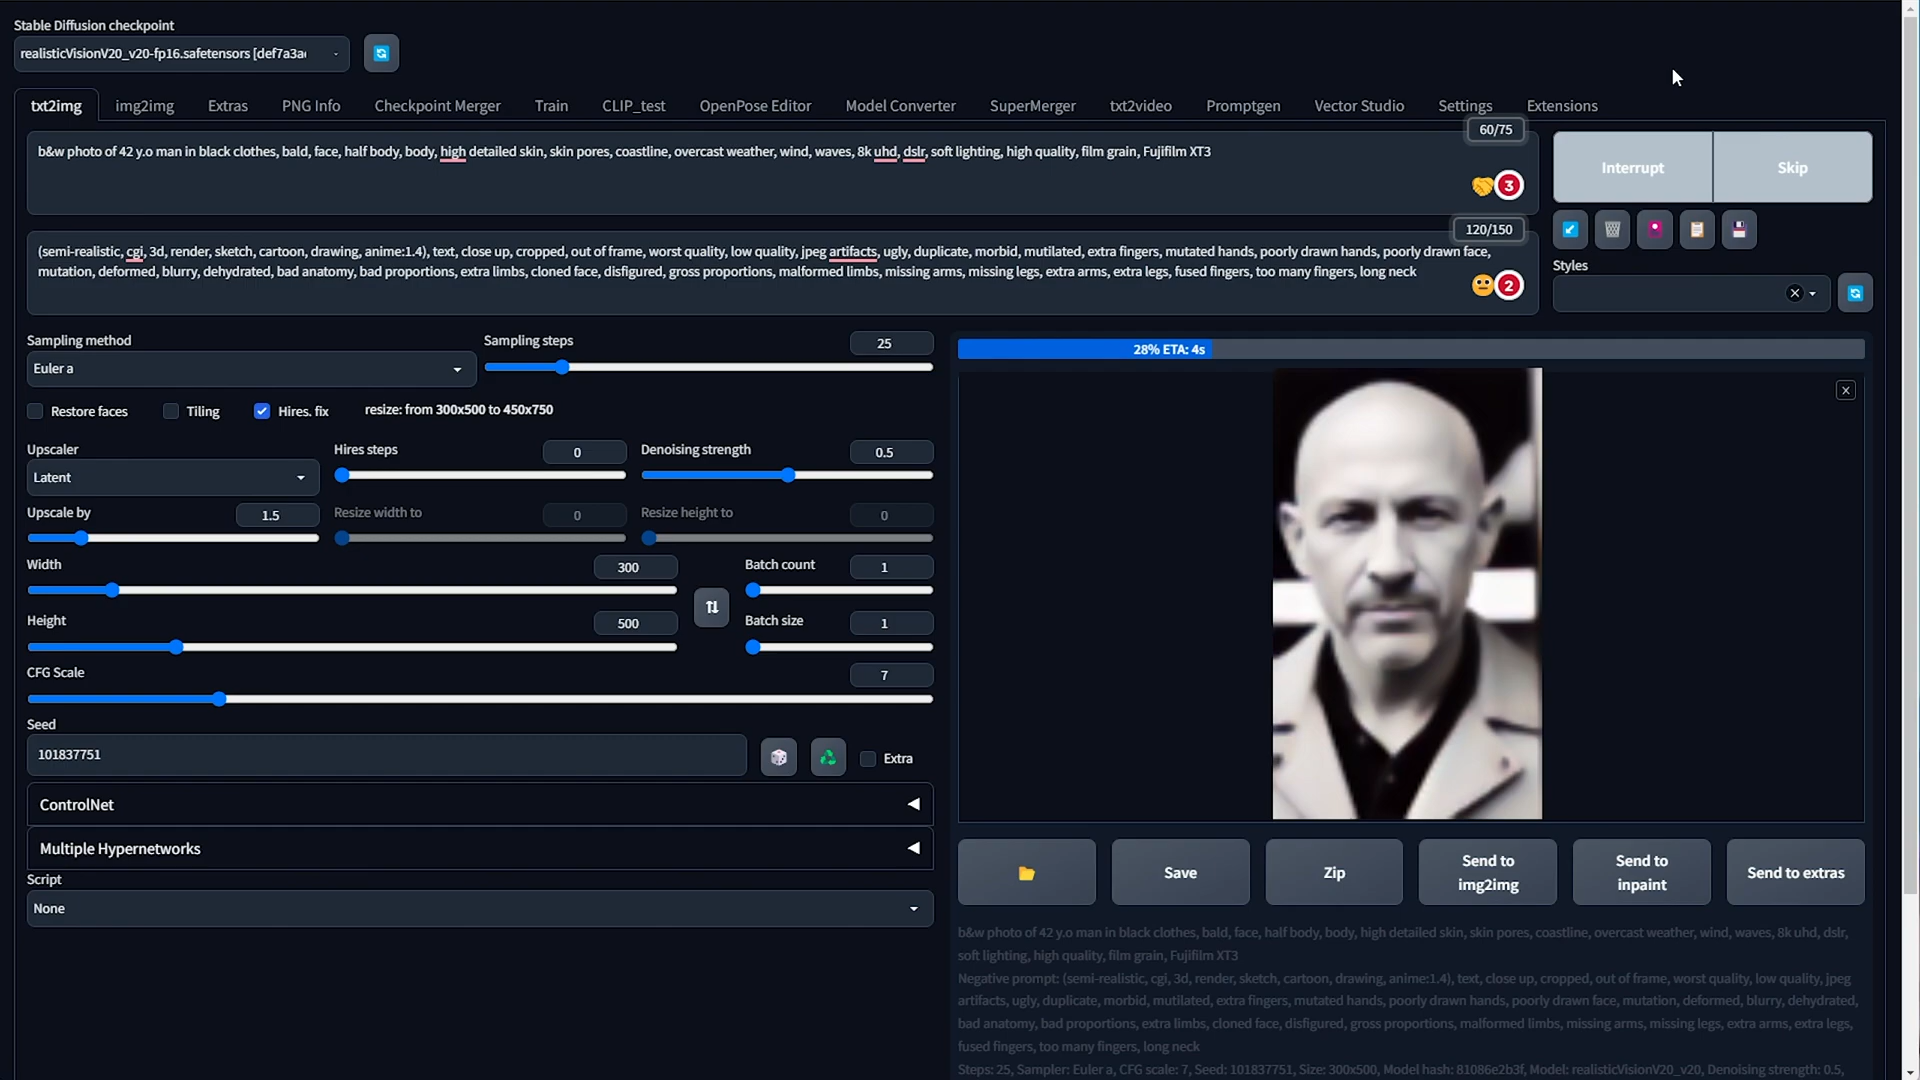 Stable Diffusion checkpoint
realisticVisionV20_v20-fp16.safetensors [def7a3a
txt2img img2img Extras PNG Info Checkpoint Merger Train CLIP_test OpenPose Editor Model Converter SuperMerger txt2video Promptgen Vector Studio Settings Extensions
60/75
b&w photo of 42 y.o man in black clothes, bald, face, half body, body, high detailed skin, skin pores, coastline, overcast weather, wind, waves, 8k uhd, dslr, soft lighting, high quality, film grain, Fujifilm XT3
3
Interrupt Skip
120/150
(semi-realistic, cgi, 3d, render, sketch, cartoon, drawing, anime:1.4), text, close up, cropped, out of frame, worst quality, low quality, jpeg artifacts, ugly, duplicate, morbid, mutilated, extra fingers, mutated hands, poorly drawn hands, poorly drawn face,
mutation, deformed, blurry, dehydrated, bad anatomy, bad proportions, extra limbs, cloned face, disfigured, gross proportions, malformed limbs, missing arms, missing legs, extra arms, extra legs, fused fingers, too many fingers, long neck
2
Styles
Sampling method
Euler a
Sampling steps 25
Restore faces Tiling Hires. fix resize: from 300x500 to 450x750
Upscaler
Latent
Hires steps 0
Denoising strength 0.5
Upscale by 1.5
Resize width to 0
Resize height to 0
Width 300
Batch count 1
Height 500
Batch size 1
CFG Scale 7
Seed
101837751
Extra
ControlNet
Multiple Hypernetworks
Script
None
28% ETA: 4s
Save Zip Send to img2img Send to inpaint Send to extras
b&w photo of 42 y.o man in black clothes, bald, face, half body, body, high detailed skin, skin pores, coastline, overcast weather, wind, waves, 8k uhd, dslr,
soft lighting, high quality, film grain, Fujifilm XT3
Negative prompt: (semi-realistic, cgi, 3d, render, sketch, cartoon, drawing, anime:1.4), text, close up, cropped, out of frame, worst quality, low quality, jpeg
artifacts, ugly, duplicate, morbid, mutilated, extra fingers, mutated hands, poorly drawn hands, poorly drawn face, mutation, deformed, blurry, dehydrated,
bad anatomy, bad proportions, extra limbs, cloned face, disfigured, gross proportions, malformed limbs, missing arms, missing legs, extra arms, extra legs,
fused fingers, too many fingers, long neck
Steps: 25, Sampler: Euler a, CFG scale: 7, Seed: 101837751, Size: 300x500, Model hash: 81086e2b3f, Model: realisticVisionV20_v20, Denoising strength: 0.5,